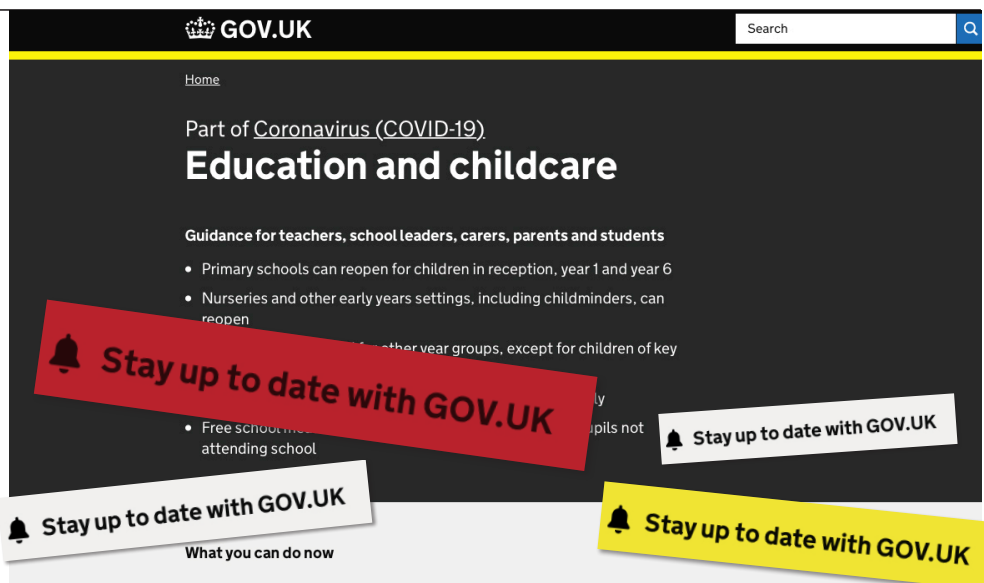 GOV.UK
Search
Home
Part of Coronavirus (COVID-19)
Education and childcare
Guidance for teachers, school leaders, carers, parents and students
• Primary schools can reopen for children in reception, year 1 and year 6
• Nurseries and other early years settings, including childminders, can
reopen
other year groups, except for children of key
Stay up to date with GOV.UK
• Free school
pupils not
attending school
Stay up to date with GOV.UK
Stay up to date with GOV.UK
Stay up to date with GOV.UK
What you can do now